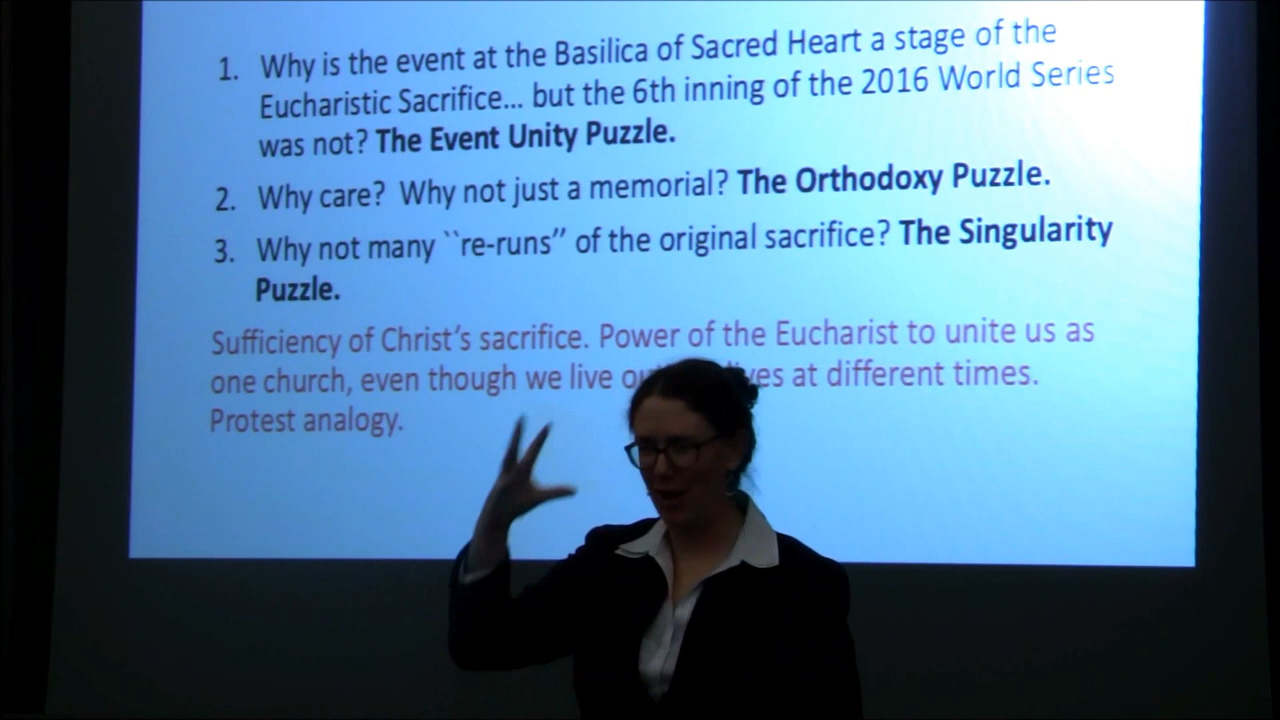 1. Why is the event at the Basilica of Sacred Heart a stage of the
Eucharistic Sacrifice... but the 6th inning of the 2016 World Series
was not? The Event Unity Puzzle.
2. Why care? Why not just a memorial? The Orthodoxy Puzzle.
3. Why not many ``re-runs” of the original sacrifice? The Singularity
Puzzle.
Sufficiency of Christ’s sacrifice. Power of the Eucharist to unite us as
one church, even though we live at different times.
Protest analogy.